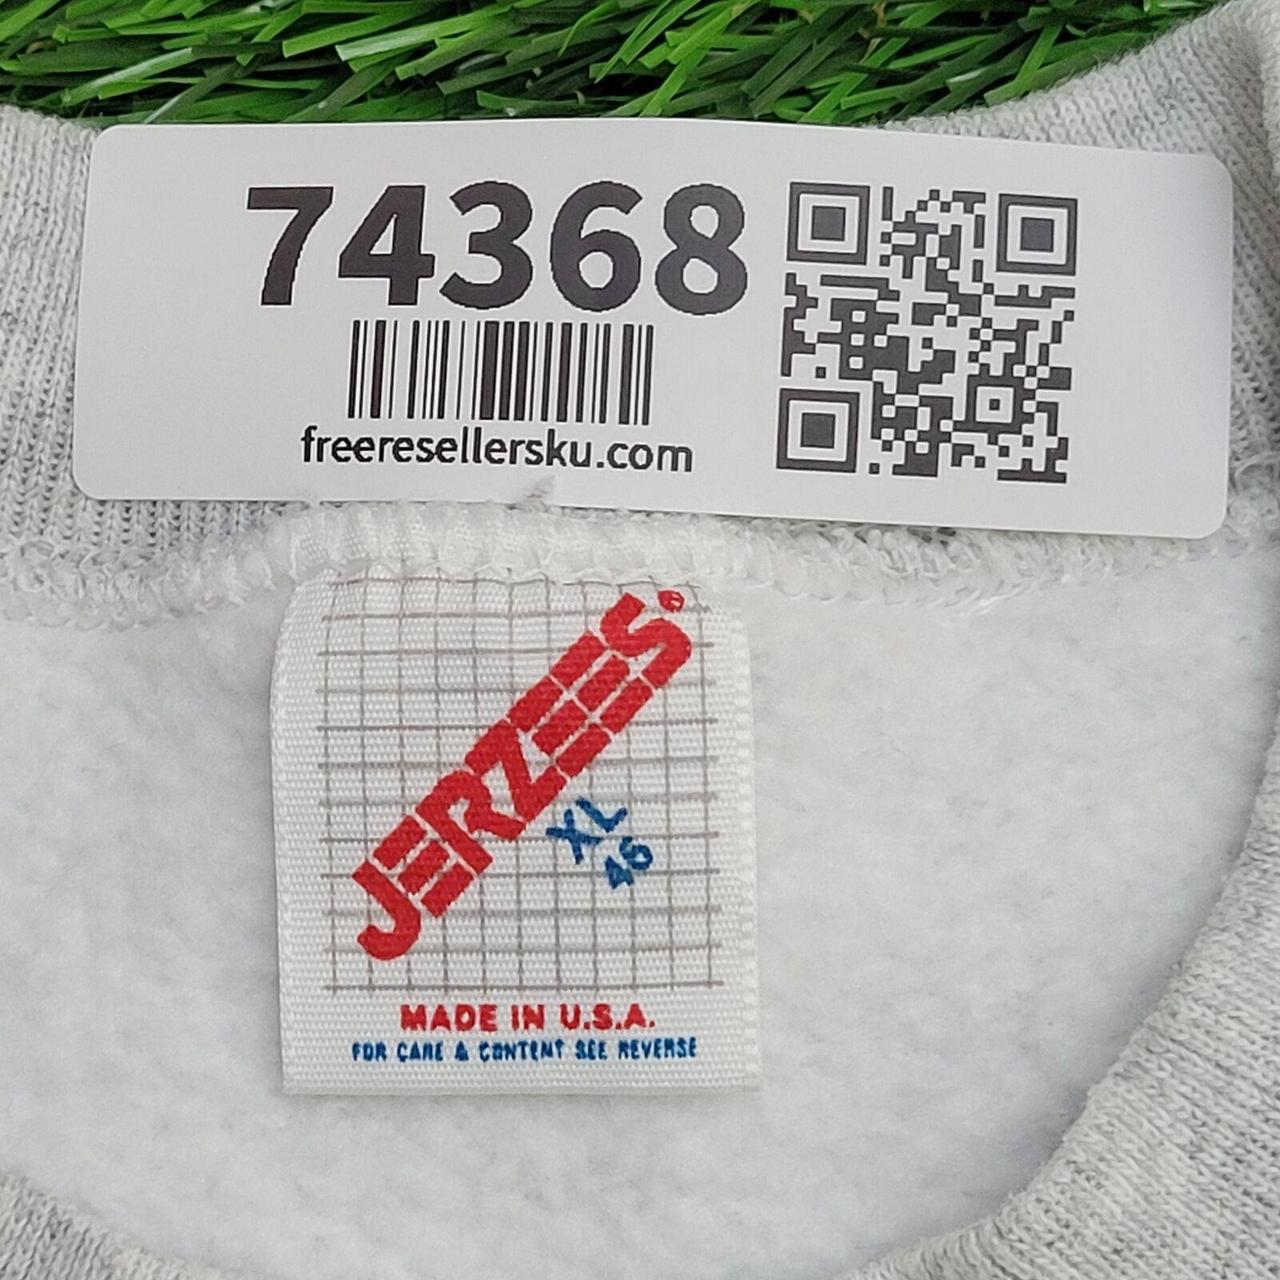 74368
freeresellersku.com
JERZEES®
XL
46
MADE IN U.S.A.
FOR CARE & CONTENT SEE REVERSE